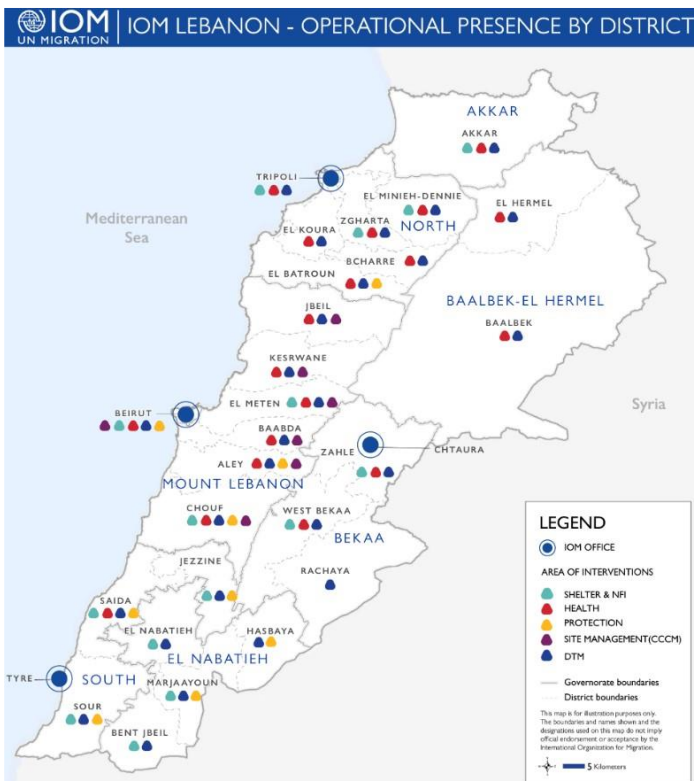 IOM
UN MIGRATION
IOM LEBANON - OPERATIONAL PRESENCE BY DISTRICT
AKKAR
AKKAR
TRIPOLI
EL MINIEH-DENNIE
EL HERMEL
Mediterranean
Sea
ZGHARTA
NORTH
EL KOURA
BCHARRE
EL BATROUN
BAALBEK-EL HERMEL
JBEIL
BAALBEK
KESRWANE
EL METEN
Syria
BEIRUT
BAABDA
ZAHLE
CHTAURA
ALEY
MOUNT LEBANON
CHOUF
WEST BEKAA
BEKAA
JEZZINE
RACHAYA
SAIDA
EL NABATIEH
HASBAYA
EL NABATIEH
TYRE
SOUTH
MARJAAYOUN
SOUR
BENT JBEIL
LEGEND
IOM OFFICE
AREA OF INTERVENTIONS
SHELTER & NFI
HEALTH
PROTECTION
SITE MANAGEMENT(CCCM)
DTM
Governorate boundaries
District boundaries
This map is for illustration purposes only.
The boundaries and names shown and the
designations used on this map do not imply
official endorsement or acceptance by the
International Organization for Migration.
5 Kilometers